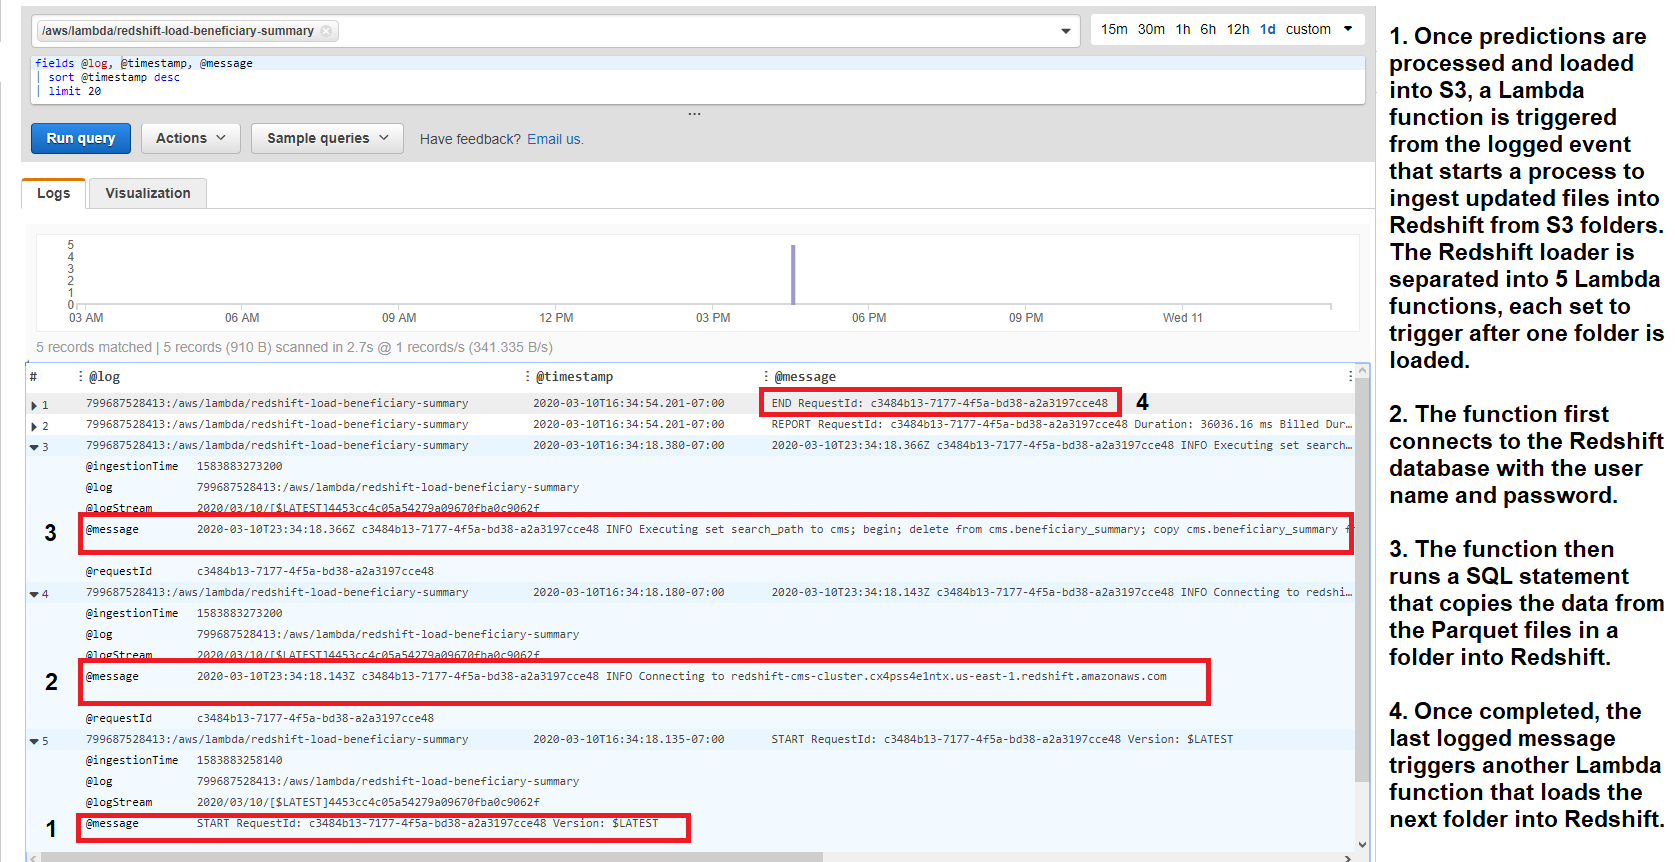 /aws/lambda/redshift-load-beneficiary-summary
15m 30m 1h 6h 12h 1d custom
fields @log, @timestamp, @message
| sort @timestamp desc
| limit 20
Run query Actions Sample queries Have feedback? Email us.
Logs Visualization
5
4
3
2
1
0
03 AM 06 AM 09 AM 12 PM 03 PM 06 PM 09 PM Wed 11
5 records matched | 5 records (910 B) scanned in 2.7s @ 1 records/s (341.335 B/s)
# @log @timestamp @message
1 799687528413:/aws/lambda/redshift-load-beneficiary-summary 2020-03-10T16:34:54.201-07:00 END RequestId: c3484b13-7177-4f5a-bd38-a2a3197cce48 4
2 799687528413:/aws/lambda/redshift-load-beneficiary-summary 2020-03-10T16:34:54.201-07:00 REPORT RequestId: c3484b13-7177-4f5a-bd38-a2a3197cce48 Duration: 36036.16 ms Billed Dur…
3 799687528413:/aws/lambda/redshift-load-beneficiary-summary 2020-03-10T16:34:18.380-07:00 2020-03-10T23:34:18.366Z c3484b13-7177-4f5a-bd38-a2a3197cce48 INFO Executing set search…
@ingestionTime 1583883273200
@log 799687528413:/aws/lambda/redshift-load-beneficiary-summary
@logStream 2020/03/10/[$LATEST]4453cc4c05a54279a09670fba0c9062f
3 @message 2020-03-10T23:34:18.366Z c3484b13-7177-4f5a-bd38-a2a3197cce48 INFO Executing set search_path to cms; begin; delete from cms.beneficiary_summary; copy cms.beneficiary_summary f
@requestId c3484b13-7177-4f5a-bd38-a2a3197cce48
4 799687528413:/aws/lambda/redshift-load-beneficiary-summary 2020-03-10T16:34:18.180-07:00 2020-03-10T23:34:18.143Z c3484b13-7177-4f5a-bd38-a2a3197cce48 INFO Connecting to redshi…
@ingestionTime 1583883273200
@log 799687528413:/aws/lambda/redshift-load-beneficiary-summary
@logStream 2020/03/10/[$LATEST]4453cc4c05a54279a09670fba0c9062f
2 @message 2020-03-10T23:34:18.143Z c3484b13-7177-4f5a-bd38-a2a3197cce48 INFO Connecting to redshift-cms-cluster.cx4pss4e1ntx.us-east-1.redshift.amazonaws.com
@requestId c3484b13-7177-4f5a-bd38-a2a3197cce48
5 799687528413:/aws/lambda/redshift-load-beneficiary-summary 2020-03-10T16:34:18.135-07:00 START RequestId: c3484b13-7177-4f5a-bd38-a2a3197cce48 Version: $LATEST
@ingestionTime 1583883258140
@log 799687528413:/aws/lambda/redshift-load-beneficiary-summary
@logStream 2020/03/10/[$LATEST]4453cc4c05a54279a09670fba0c9062f
1 @message START RequestId: c3484b13-7177-4f5a-bd38-a2a3197cce48 Version: $LATEST
1. Once predictions are
processed and loaded
into S3, a Lambda
function is triggered
from the logged event
that starts a process to
ingest updated files into
Redshift from S3 folders.
The Redshift loader is
separated into 5 Lambda
functions, each set to
trigger after one folder is
loaded.
2. The function first
connects to the Redshift
database with the user
name and password.
3. The function then
runs a SQL statement
that copies the data from
the Parquet files in a
folder into Redshift.
4. Once completed, the
last logged message
triggers another Lambda
function that loads the
next folder into Redshift.